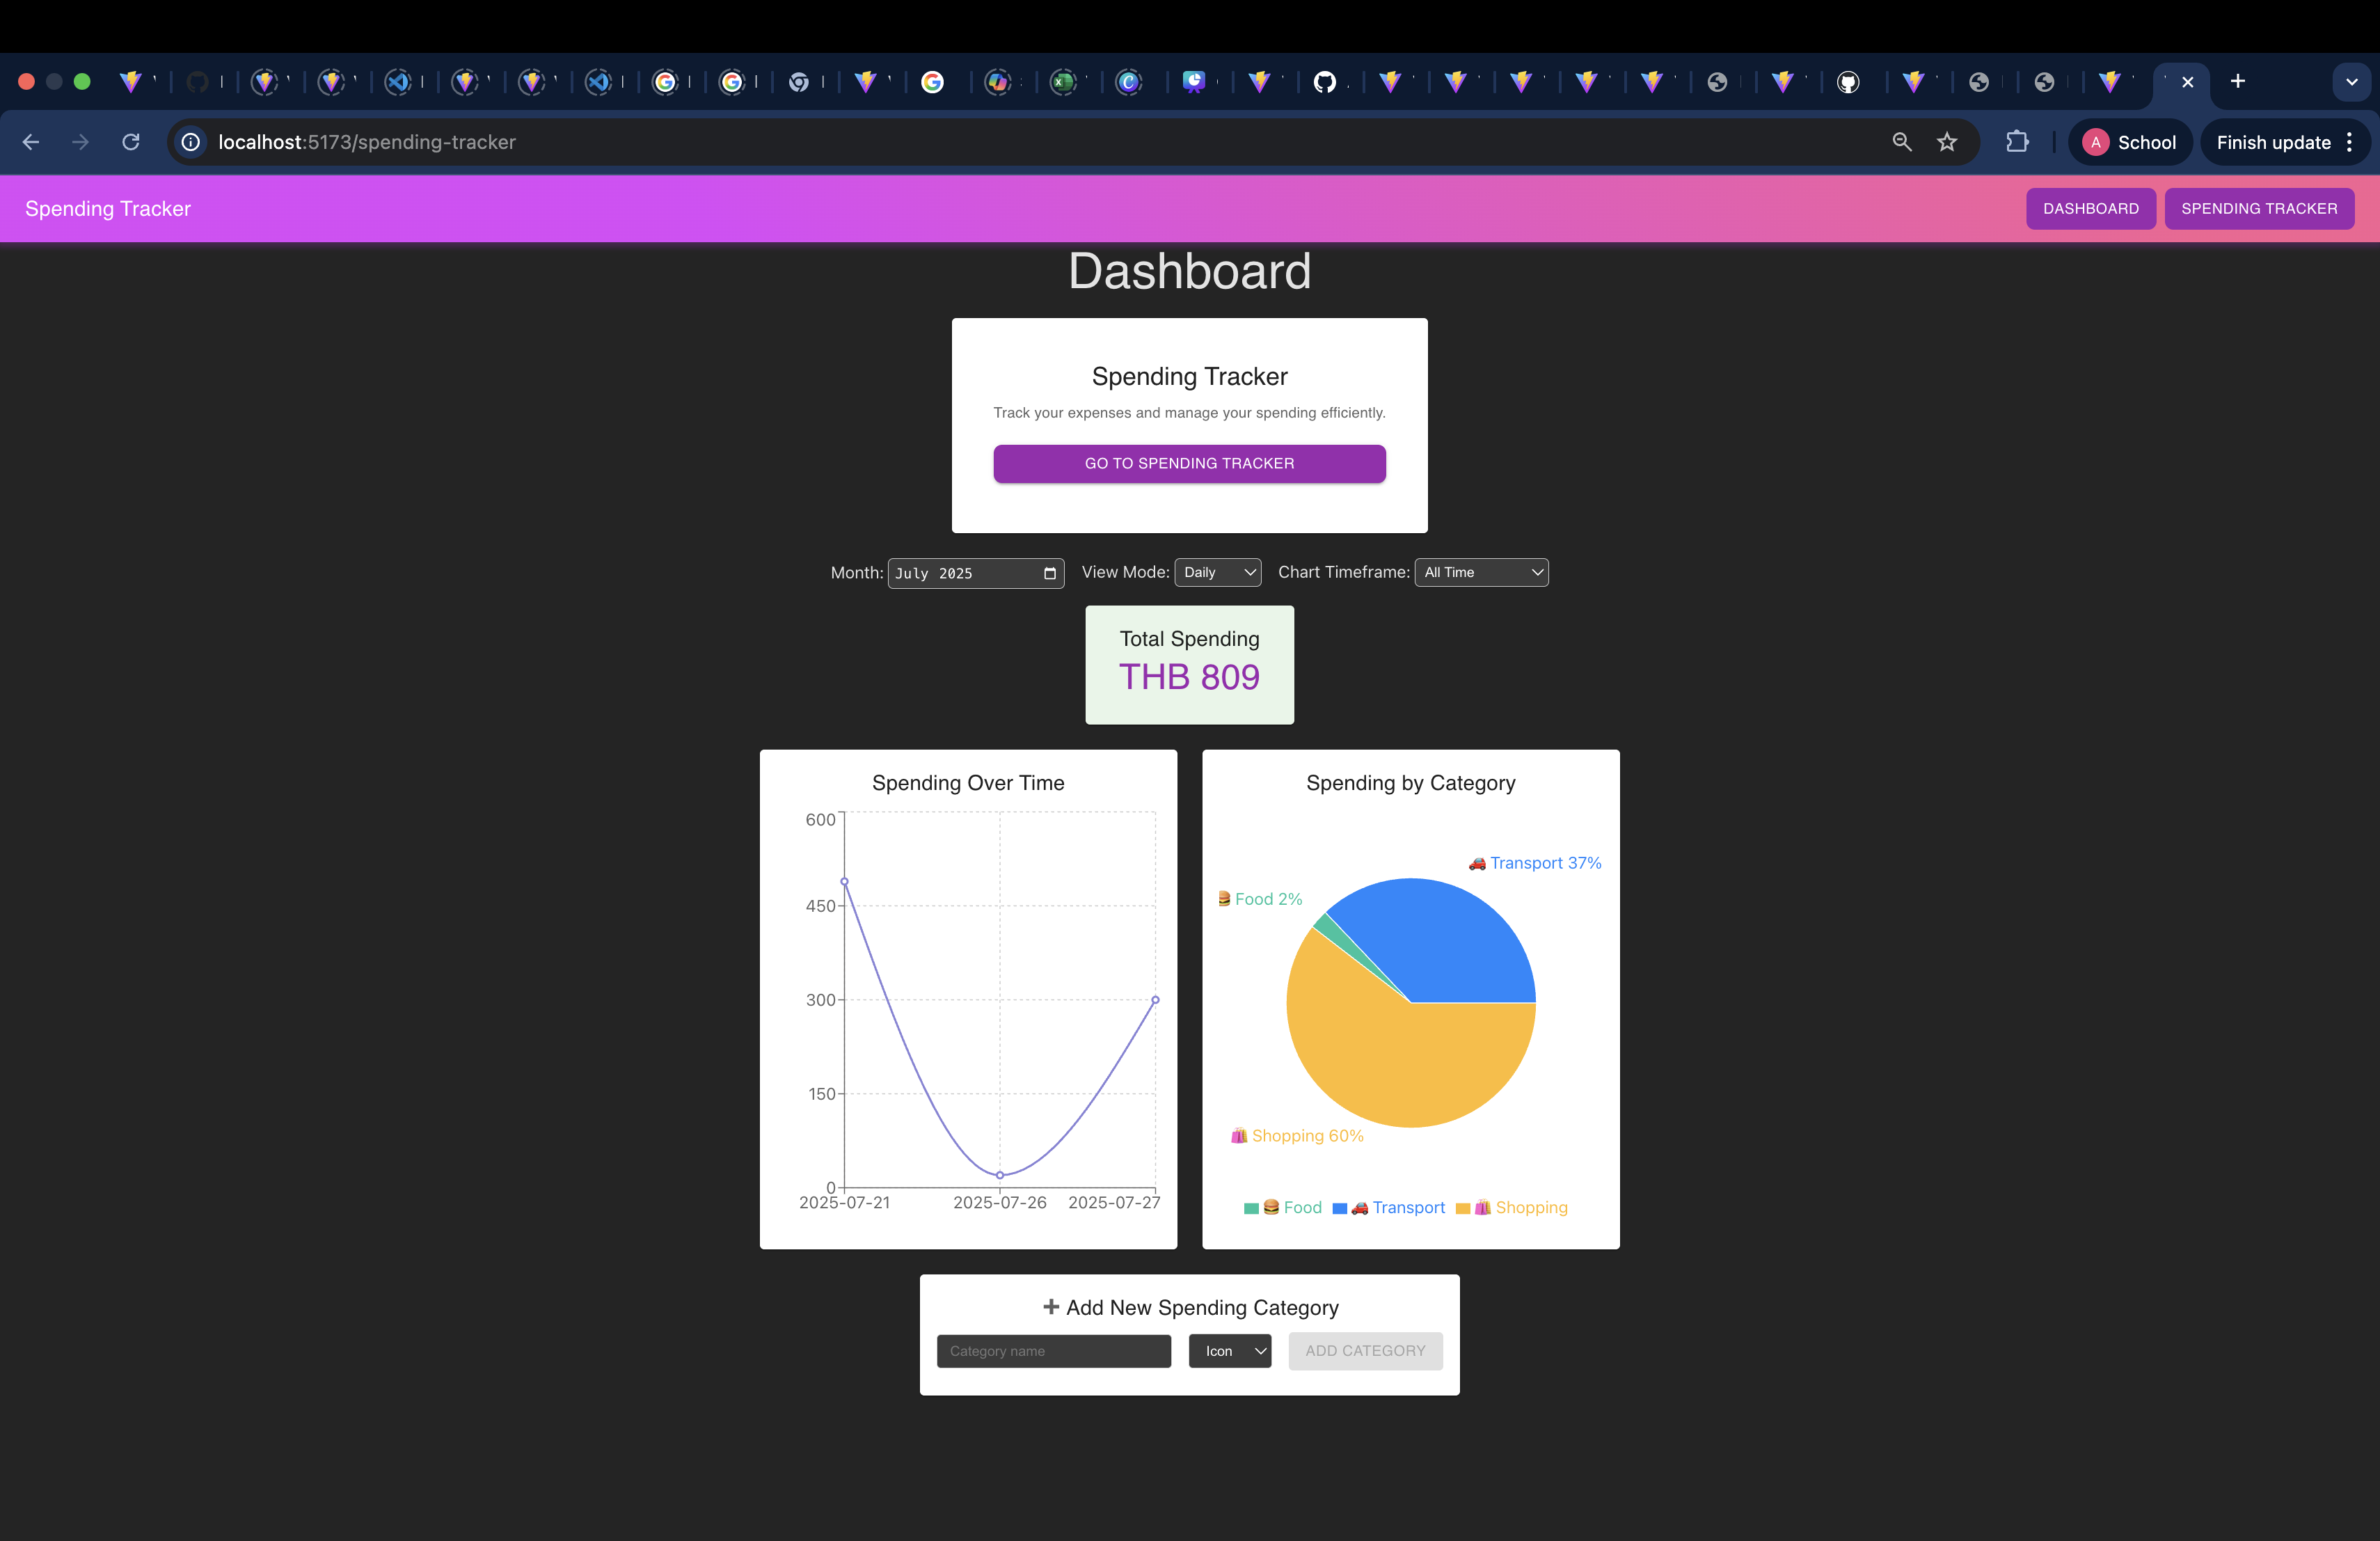 localhost:5173/spending-tracker
A School
Finish update
Spending Tracker
DASHBOARD
SPENDING TRACKER
Dashboard
Spending Tracker
Track your expenses and manage your spending efficiently.
GO TO SPENDING TRACKER
Month: July 2025 View Mode: Daily Chart Timeframe: All Time
Total Spending
THB 809
Spending Over Time
600
450
300
150
0
2025-07-21 2025-07-26 2025-07-27
Spending by Category
🚗 Transport 37%
🍔 Food 2%
🛍️ Shopping 60%
🍔 Food 🚗 Transport 🛍️ Shopping
➕ Add New Spending Category
Category name Icon ADD CATEGORY